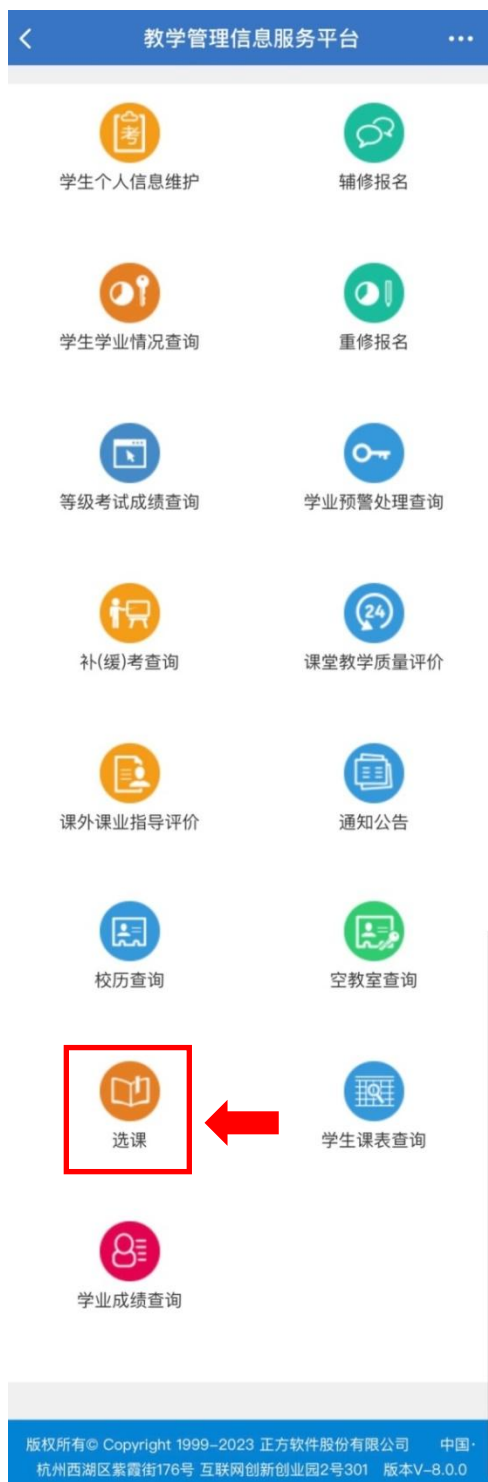 教学管理信息服务平台
考
学生个人信息维护
辅修报名
学生学业情况查询
重修报名
等级考试成绩查询
学业预警处理查询
24
补(缓)考查询
课堂教学质量评价
课外课业指导评价
通知公告
校历查询
空教室查询
选课
学生课表查询
学业成绩查询
版权所有© Copyright 1999-2023 正方软件股份有限公司 中国·
杭州西湖区紫霞街176号 互联网创新创业园2号301 版本V-8.0.0